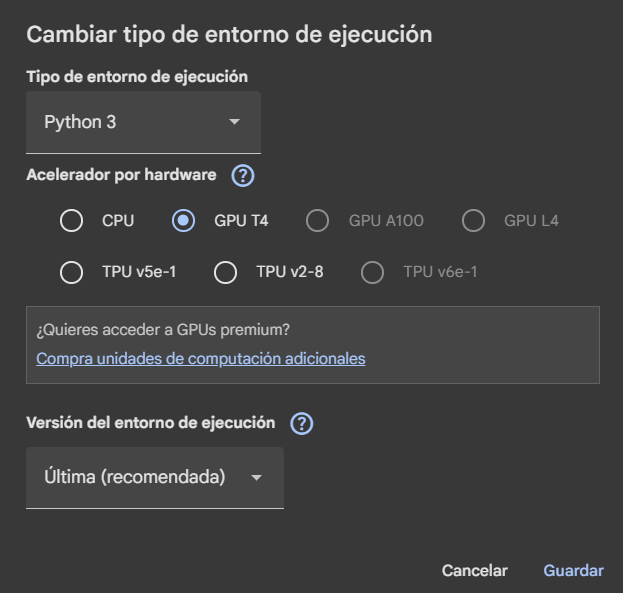 Cambiar tipo de entorno de ejecución
Tipo de entorno de ejecución
Python 3
Acelerador por hardware ?
CPU GPU T4 GPU A100 GPU L4
TPU v5e-1 TPU v2-8 TPU v6e-1
¿Quieres acceder a GPUs premium?
Compra unidades de computación adicionales
Versión del entorno de ejecución ?
Última (recomendada)
Cancelar Guardar